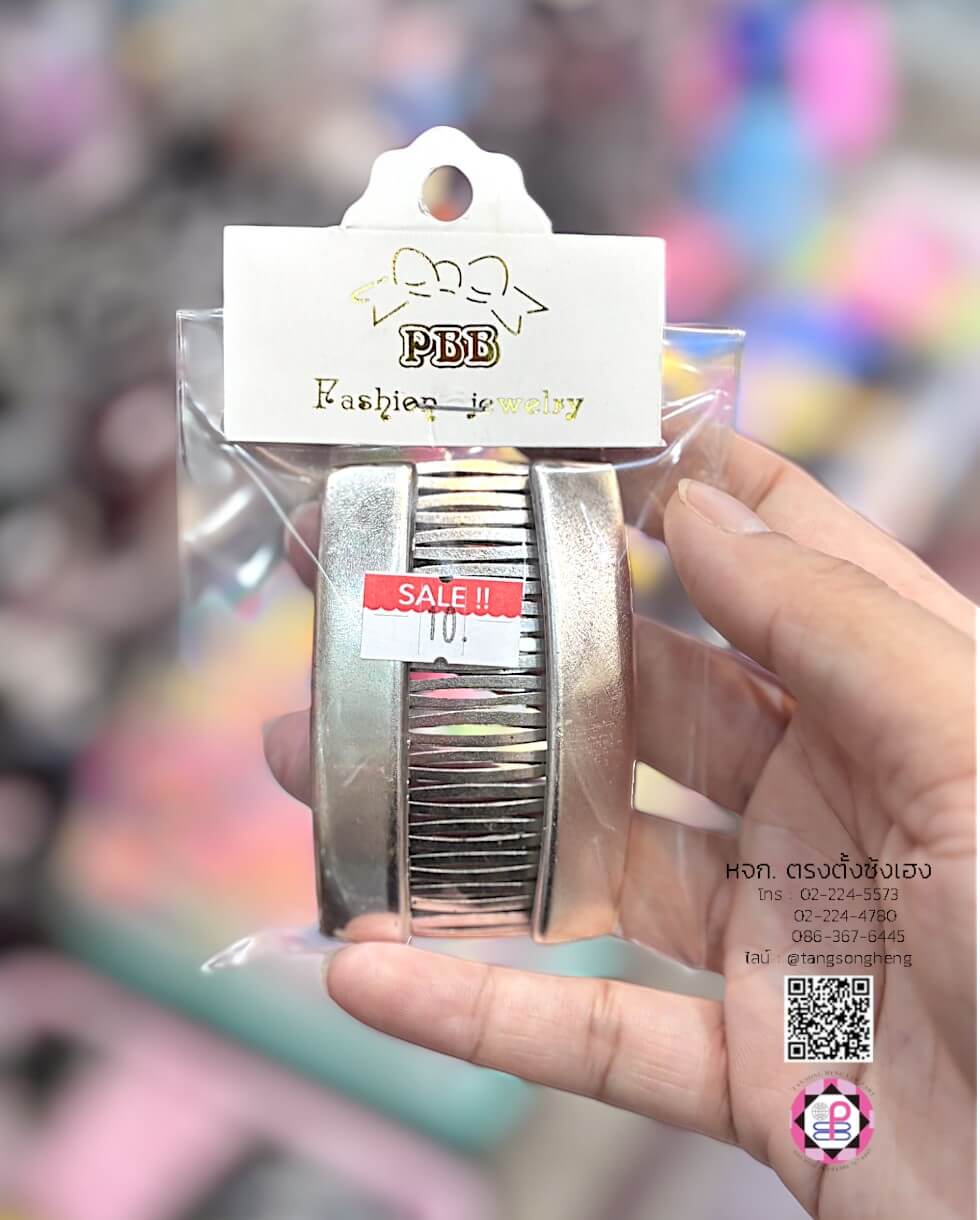 PBB
Fashion jewelry
SALE !!
10.
หจก. ตรงตั้งซ้งเฮง
โทร : 02-224-5573
02-224-4780
086-367-6445
ไลน์ : @tangsongheng